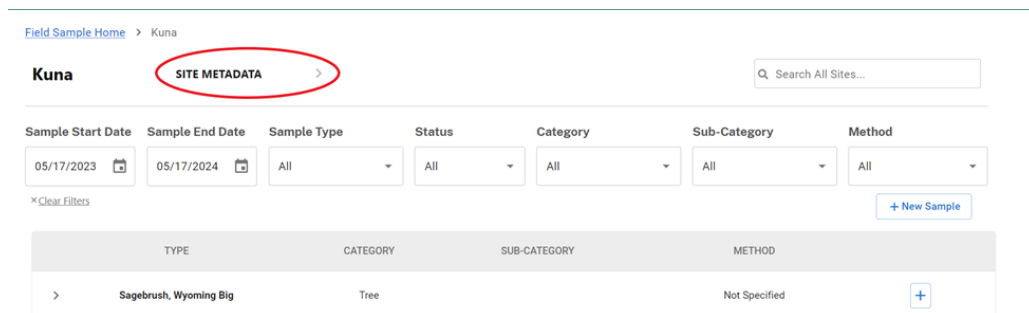 Field Sample Home > Kuna
Kuna SITE METADATA >
Search All Sites...
Sample Start Date Sample End Date Sample Type Status Category Sub-Category Method
05/17/2023 05/17/2024 All All All All All
×Clear Filters
+ New Sample
TYPE CATEGORY SUB-CATEGORY METHOD
> Sagebrush, Wyoming Big Tree Not Specified +